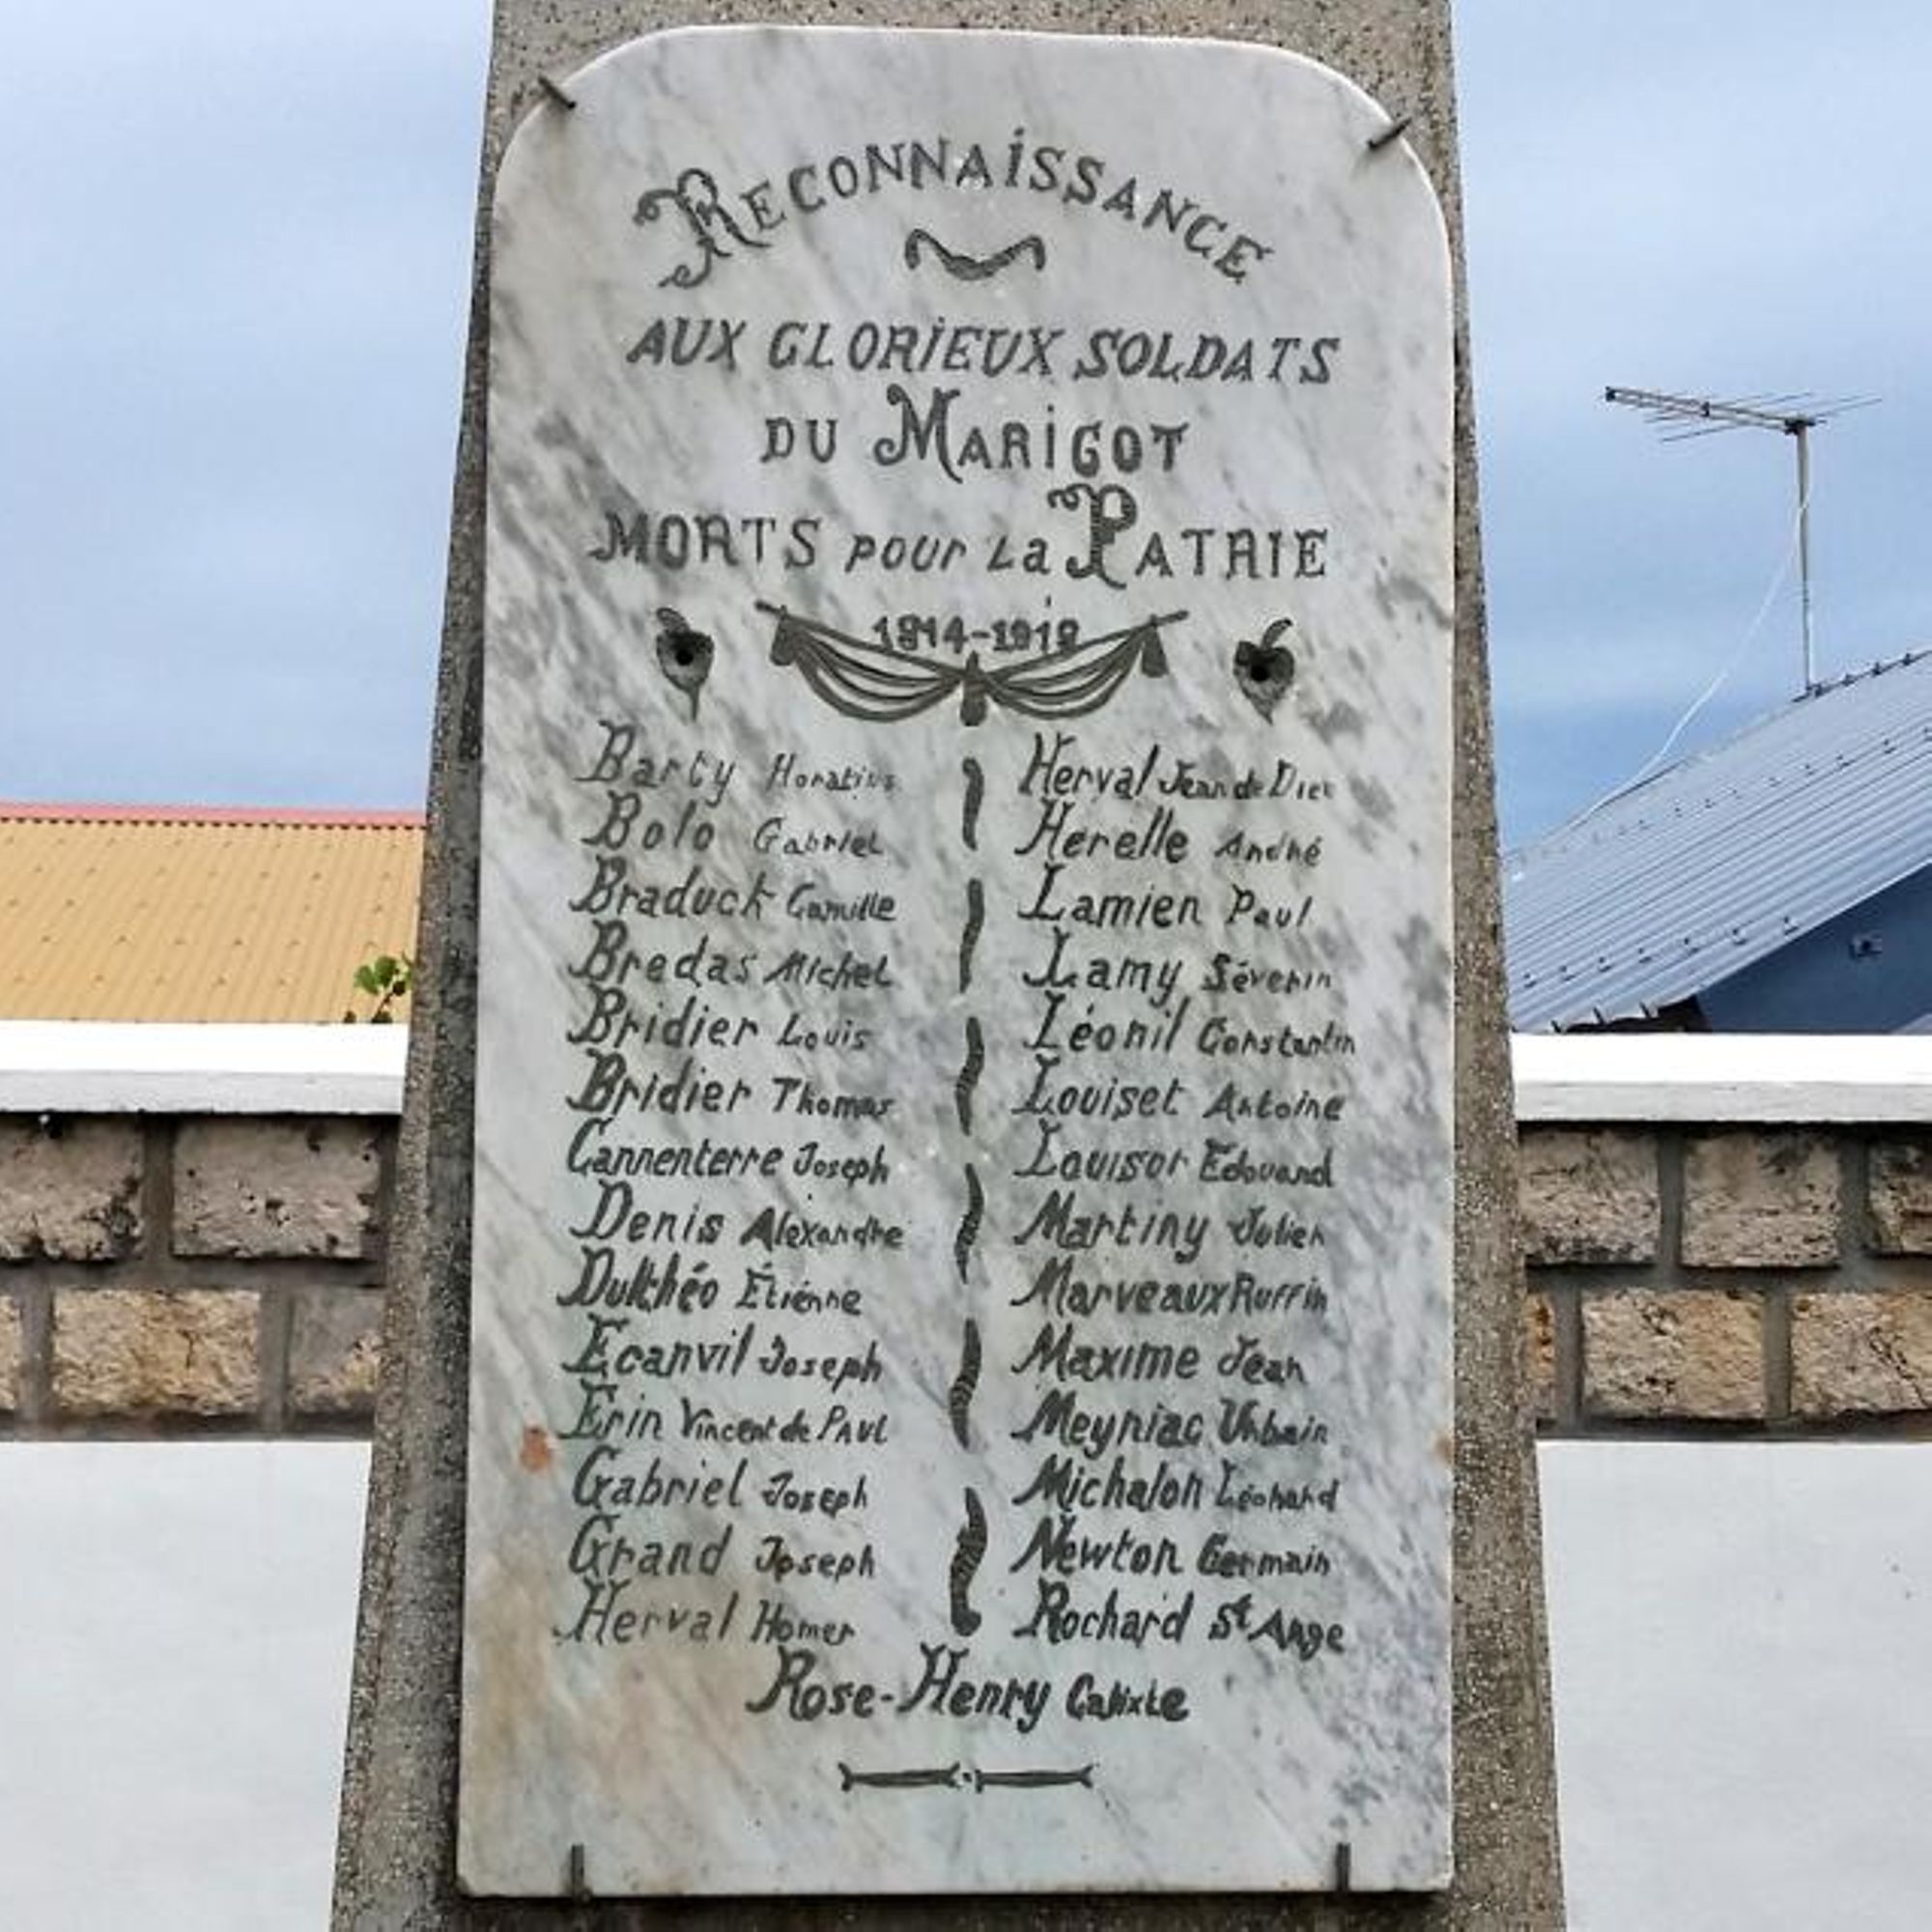 RECONNAISSANCE
AUX GLORIEUX SOLDATS
DU MARIGOT
MORTS pour La PATRIE
1914-1918
Barty Horatius
Bolo Gabriel
Braduck Camille
Bredas Michel
Bridier Louis
Bridier Thomas
Cannenterre Joseph
Denis Alexandre
Dulthéo Étienne
Ecanvil Joseph
Erin Vincent de PAUL
Gabriel Joseph
Grand Joseph
Herval Homer
Herval Jean de Dieu
Herelle André
Lamien Paul
Lamy Séverin
Léonil Constantin
Louiset Antoine
Louisor Edouard
Martiny Julien
Marveaux Ruffin
Maxime Jean
Meyniac Urbain
Michalon Léonard
Newton Germain
Rochard St Ange
Rose-Henry Calixte